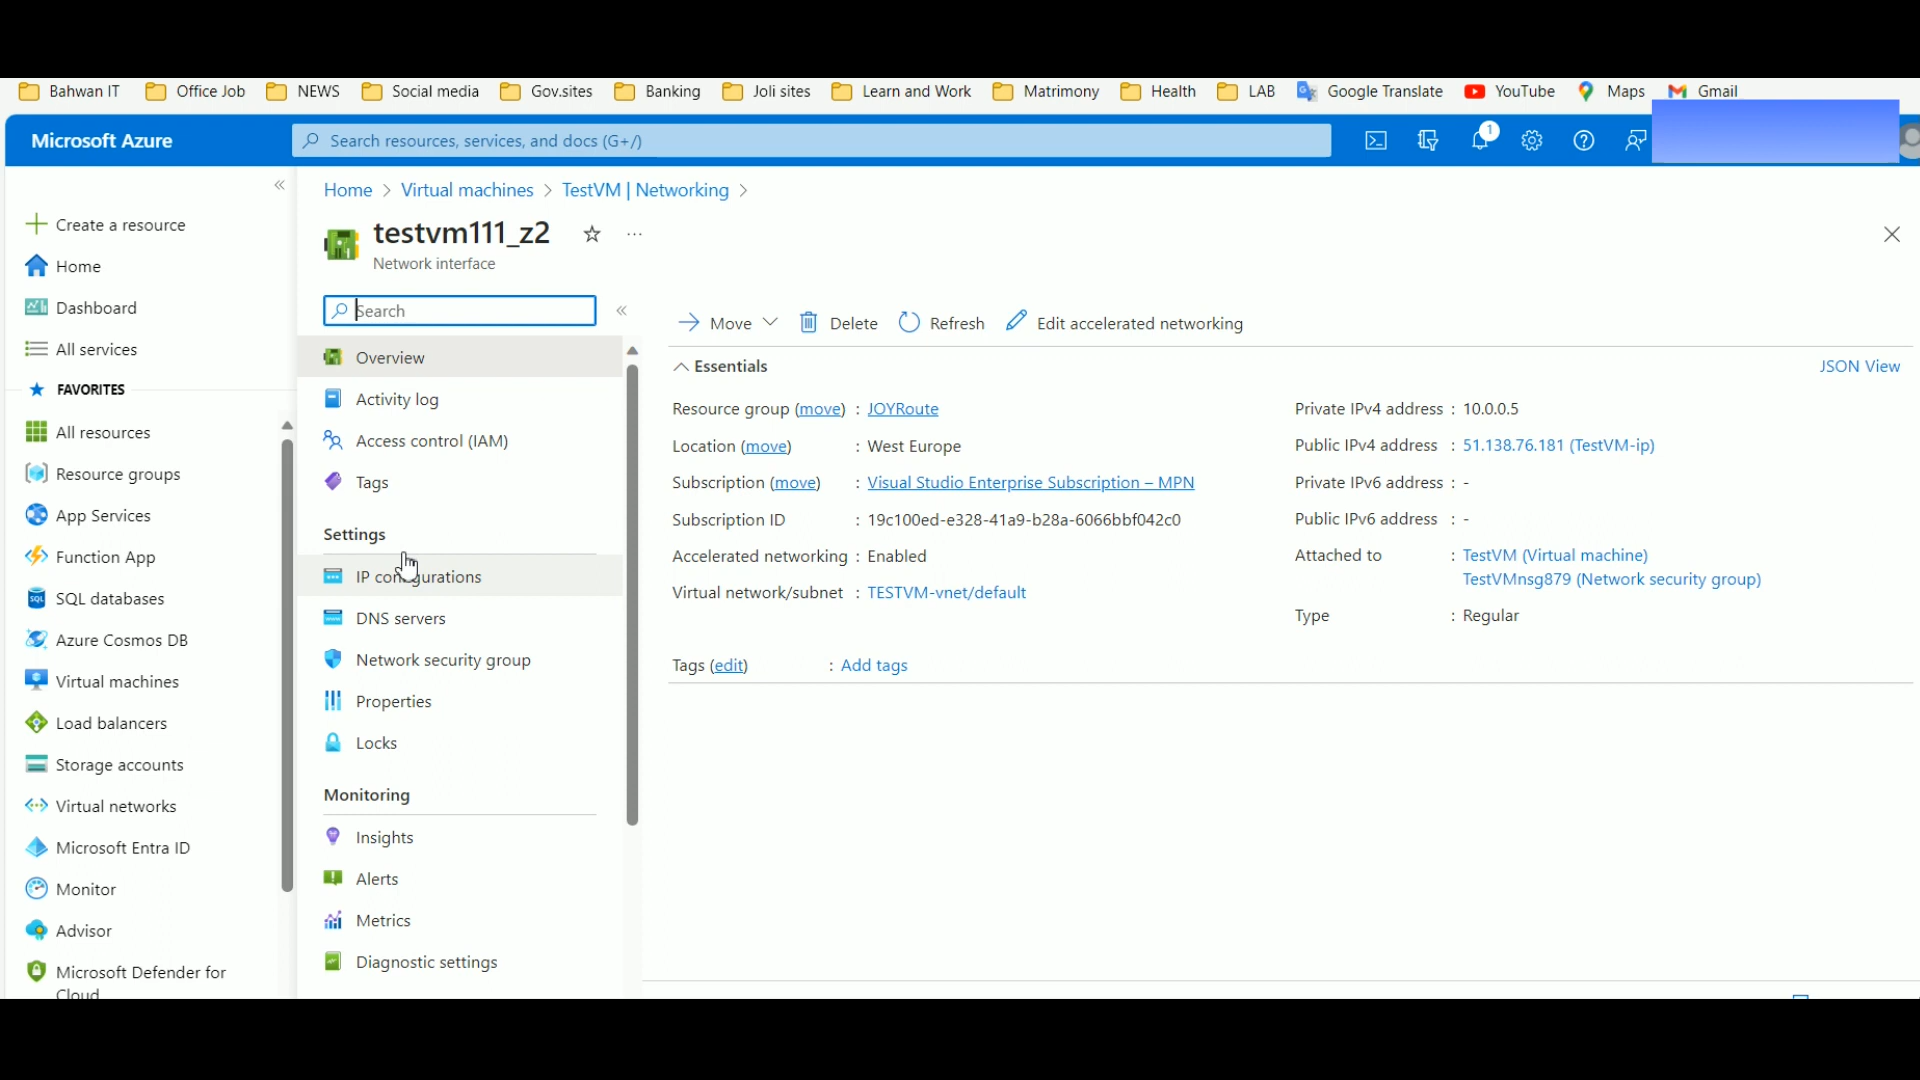 Bahwan IT Office Job NEWS Social media Gov.sites Banking Joli sites Learn and Work Matrimony Health LAB Google Translate YouTube Maps Gmail
Microsoft Azure
Search resources, services, and docs (G+/)
1
«
Create a resource
Home
Dashboard
All services
FAVORITES
All resources
Resource groups
App Services
Function App
SQL databases
Azure Cosmos DB
Virtual machines
Load balancers
Storage accounts
Virtual networks
Microsoft Entra ID
Monitor
Advisor
Microsoft Defender for
Cloud
Home > Virtual machines > TestVM | Networking >
testvm111_z2
Network interface
Search
«
Overview
Activity log
Access control (IAM)
Tags
Settings
IP configurations
DNS servers
Network security group
Properties
Locks
Monitoring
Insights
Alerts
Metrics
Diagnostic settings
Move Delete Refresh Edit accelerated networking
Essentials
JSON View
Resource group (move) : JOYRoute
Location (move) : West Europe
Subscription (move) : Visual Studio Enterprise Subscription – MPN
Subscription ID : 19c100ed-e328-41a9-b28a-6066bbf042c0
Accelerated networking : Enabled
Virtual network/subnet : TESTVM-vnet/default
Private IPv4 address : 10.0.0.5
Public IPv4 address : 51.138.76.181 (TestVM-ip)
Private IPv6 address : -
Public IPv6 address : -
Attached to : TestVM (Virtual machine)
TestVMnsg879 (Network security group)
Type : Regular
Tags (edit) : Add tags